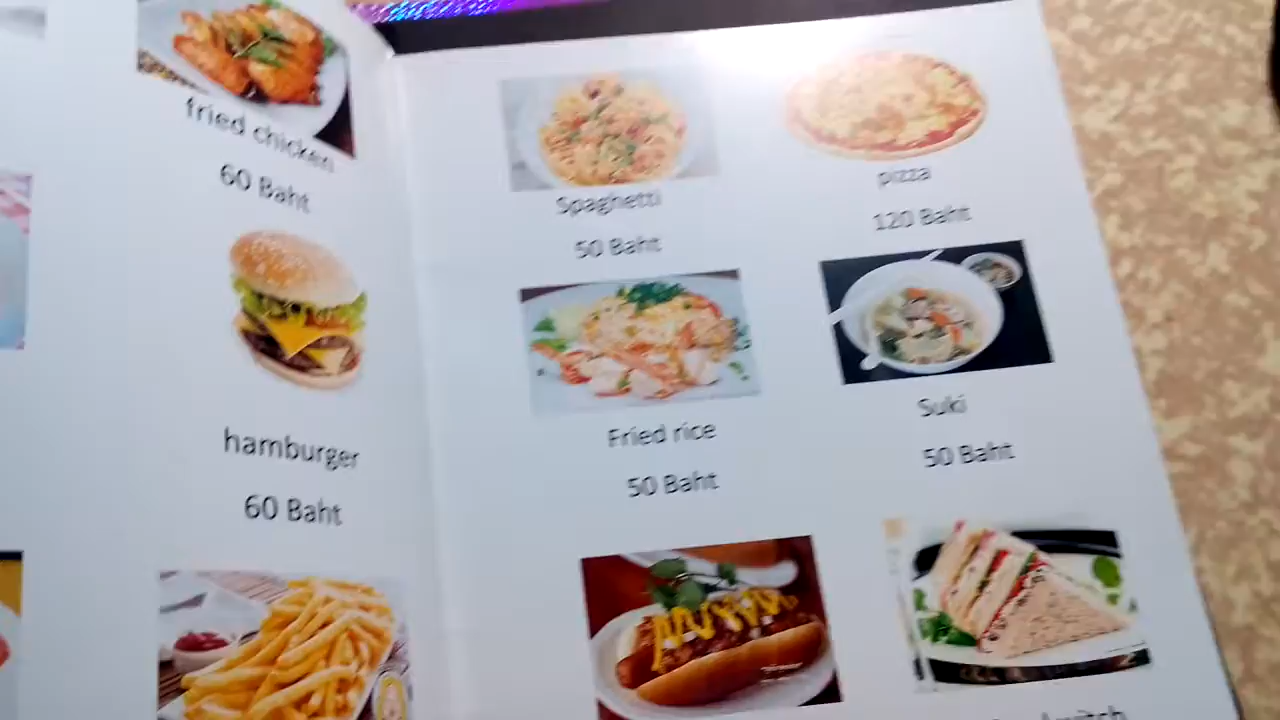 fried chicken
60 Baht
hamburger
60 Baht
Spaghetti
50 Baht
pizza
120 Baht
Fried rice
50 Baht
Suki
50 Baht